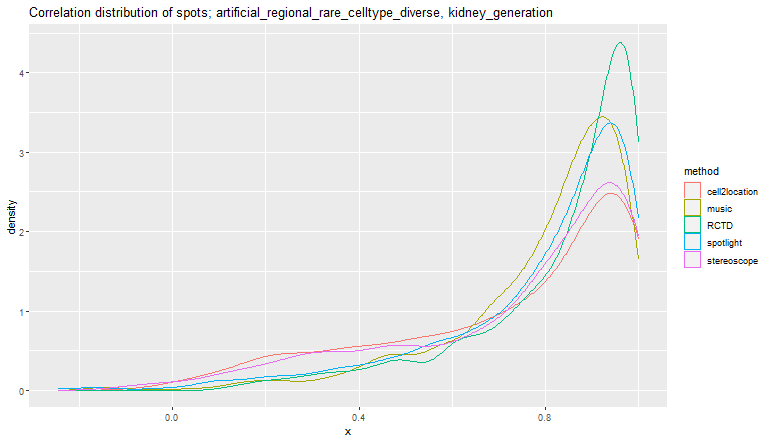 Correlation distribution of spots; artificial_regional_rare_celltype_diverse, kidney_generation
4
3
2
1
0
density
0.0
0.4
0.8
x
method
cell2location
music
RCTD
spotlight
stereoscope